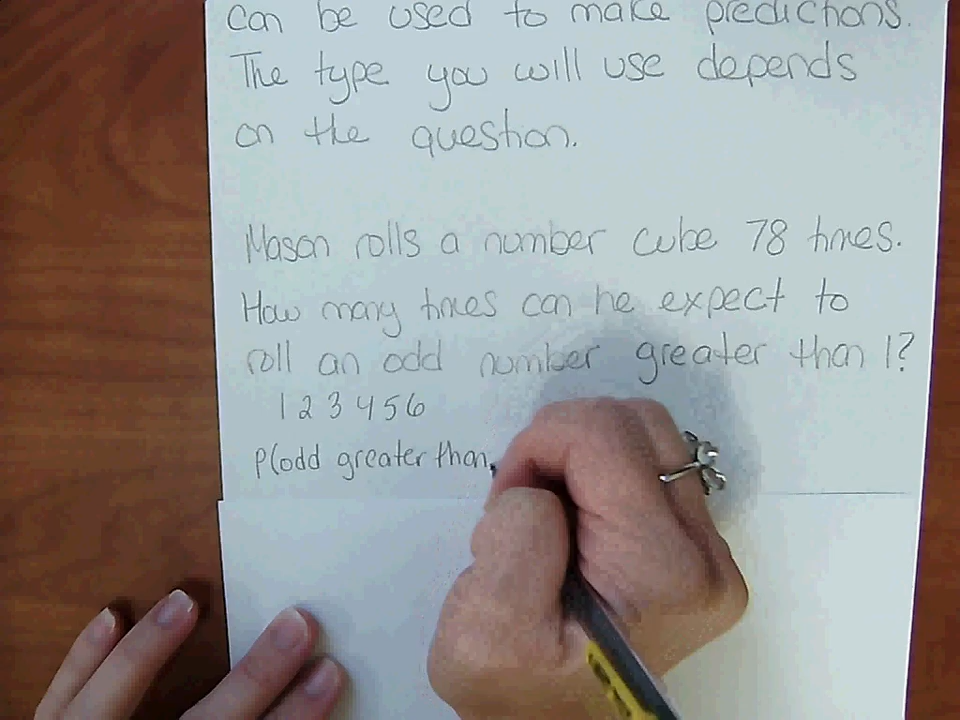 can be used to make predictions.
The type you will use depends
on the question.
Mason rolls a number cube 78 times.
How many times can he expect to
roll an odd number greater than 1?
1 2 3 4 5 6
P(odd greater than